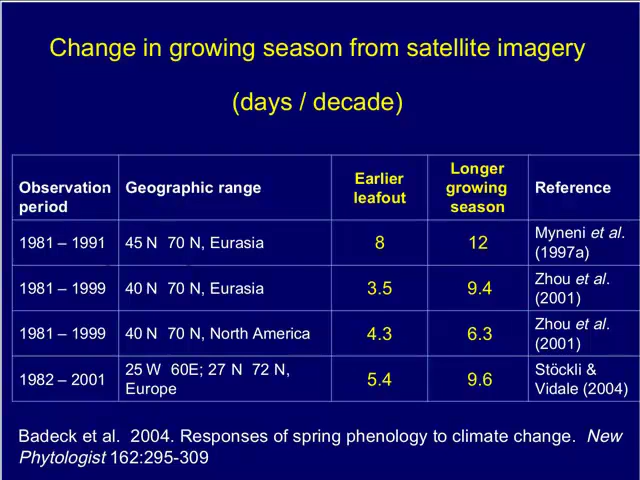 Change in growing season from satellite imagery
(days / decade)
Observation period | Geographic range | Earlier leafout | Longer growing season | Reference
1981 – 1991 | 45 N 70 N, Eurasia | 8 | 12 | Myneni et al. (1997a)
1981 – 1999 | 40 N 70 N, Eurasia | 3.5 | 9.4 | Zhou et al. (2001)
1981 – 1999 | 40 N 70 N, North America | 4.3 | 6.3 | Zhou et al. (2001)
1982 – 2001 | 25 W 60E; 27 N 72 N, Europe | 5.4 | 9.6 | Stöckli & Vidale (2004)
Badeck et al. 2004. Responses of spring phenology to climate change. New
Phytologist 162:295-309